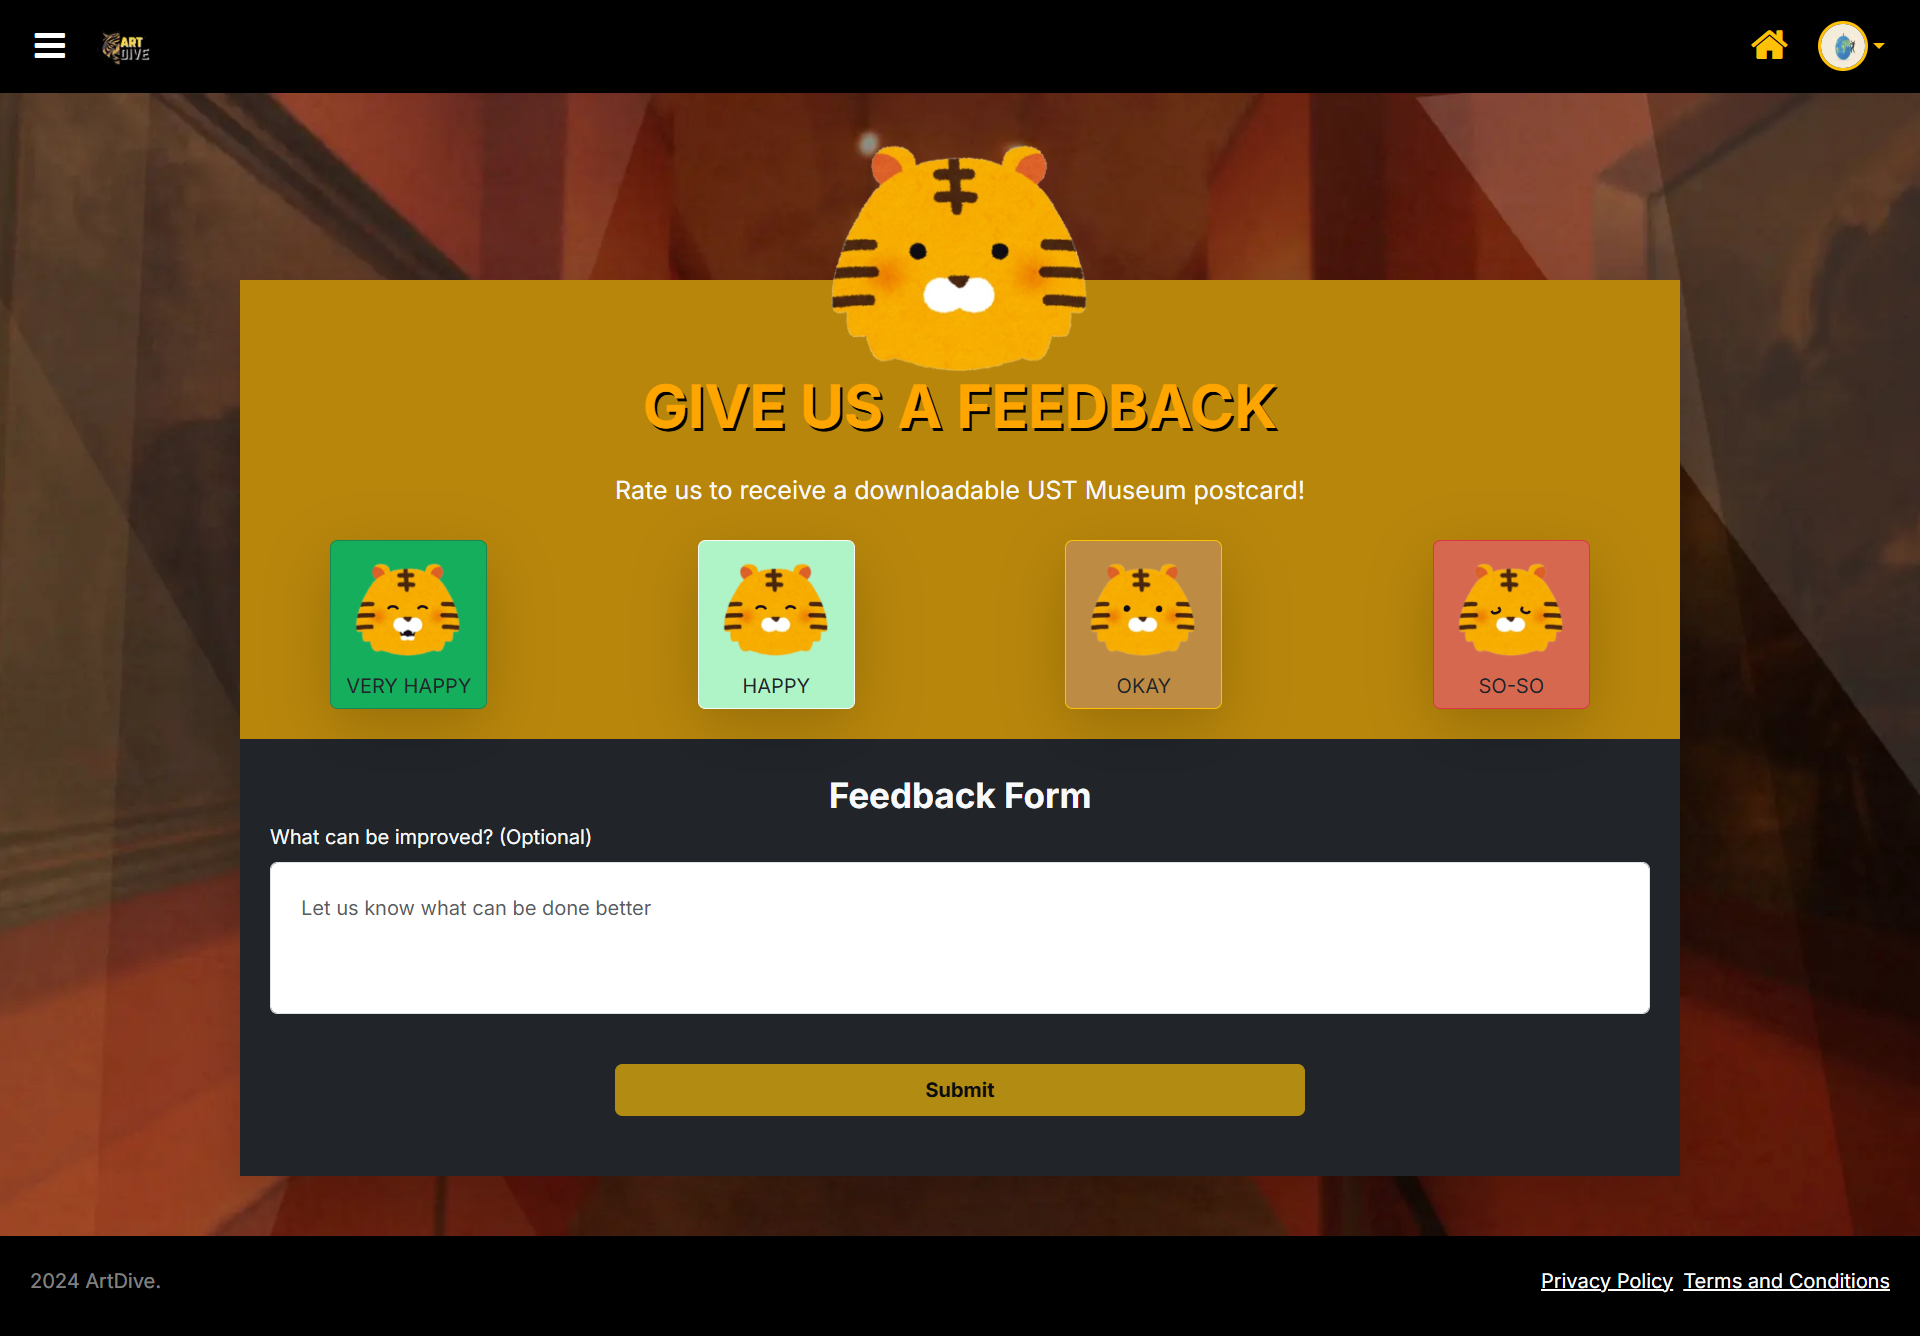 ART
DIVE
GIVE US A FEEDBACK
Rate us to receive a downloadable UST Museum postcard!
VERY HAPPY
HAPPY
OKAY
SO-SO
Feedback Form
What can be improved? (Optional)
Let us know what can be done better
Submit
2024 ArtDive.
Privacy Policy Terms and Conditions